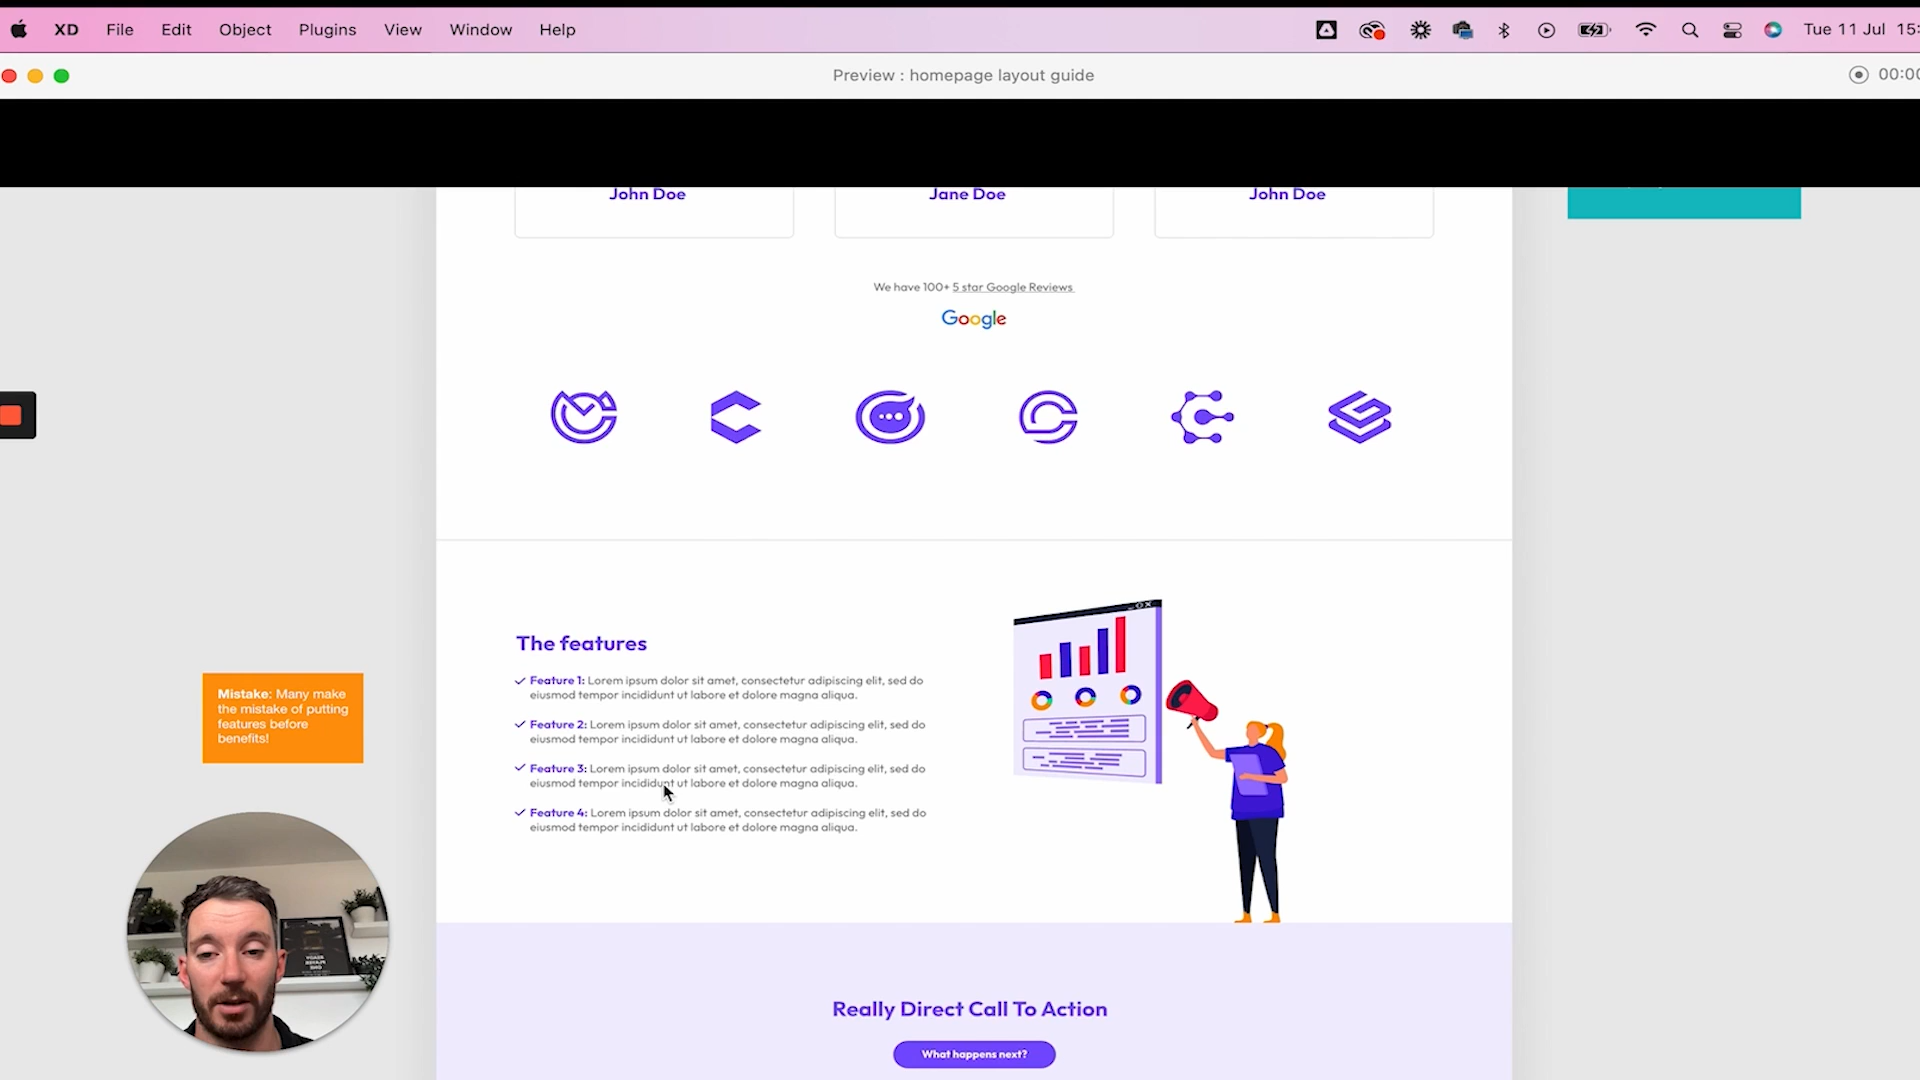 XD File Edit Object Plugins View Window Help Tue 11 Jul 15:
Preview : homepage layout guide 00:00
John Doe Jane Doe John Doe
We have 100+ 5 star Google Reviews
Google
The features
Feature 1: Lorem ipsum dolor sit amet, consectetur adipiscing elit, sed do
eiusmod tempor incididunt ut labore et dolore magna aliqua.
Feature 2: Lorem ipsum dolor sit amet, consectetur adipiscing elit, sed do
eiusmod tempor incididunt ut labore et dolore magna aliqua.
Feature 3: Lorem ipsum dolor sit amet, consectetur adipiscing elit, sed do
eiusmod tempor incididunt ut labore et dolore magna aliqua.
Feature 4: Lorem ipsum dolor sit amet, consectetur adipiscing elit, sed do
eiusmod tempor incididunt ut labore et dolore magna aliqua.
Mistake: Many make
the mistake of putting
features before
benefits!
Really Direct Call To Action
What happens next?